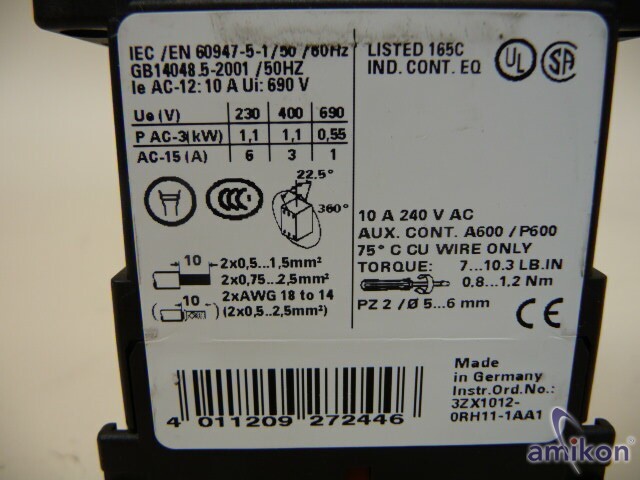 IEC /EN 60947-5-1/50 /60Hz
GB14048.5-2001 /50HZ
Ie AC-12: 10 A Ui: 690 V
Ue (V) 230 400 690
P AC-3(kW) 1,1 1,1 0,55
AC-15 (A) 6 3 1
CCC
22.5°
360°
10 2x0,5...1,5mm²
2x0,75...2,5mm²
2xAWG 18 to 14
(10) (2x0,5..2,5mm²)
LISTED 165C
IND. CONT. EQ
UL SA
10 A 240 V AC
AUX. CONT. A600 /P600
75° C CU WIRE ONLY
TORQUE: 7...10.3 LB.IN
0.8...1.2 Nm
PZ 2 /Ø 5...6 mm
CE
4 011209 272446
Made
in Germany
Instr.Ord.No.:
3ZX1012-
0RH11-1AA1
amikon®